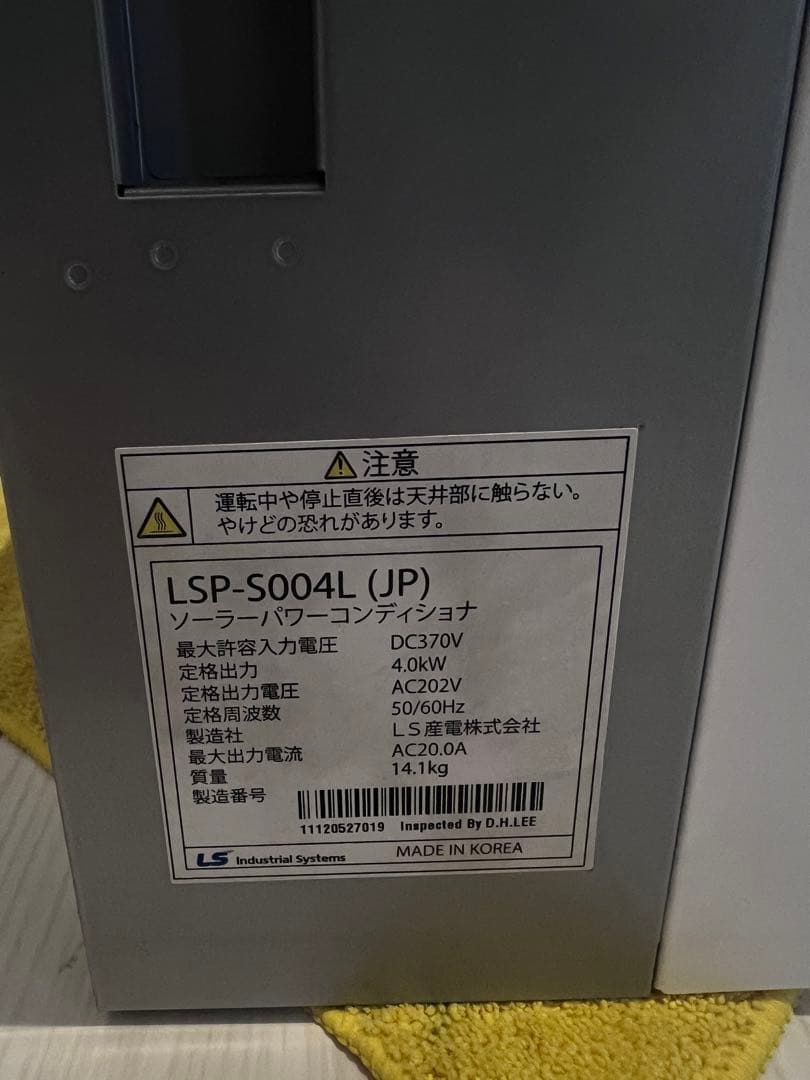 注意
運転中や停止直後は天井部に触らない。
やけどの恐れがあります。
LSP-S004L (JP)
ソーラーパワーコンディショナ
最大許容入力電圧 DC370V
定格出力 4.0kW
定格出力電圧 AC202V
定格周波数 50/60Hz
製造社 LS産電株式会社
最大出力電流 AC20.0A
質量 14.1kg
製造番号
11120527019 Inspected By D.H.LEE
LS Industrial Systems MADE IN KOREA